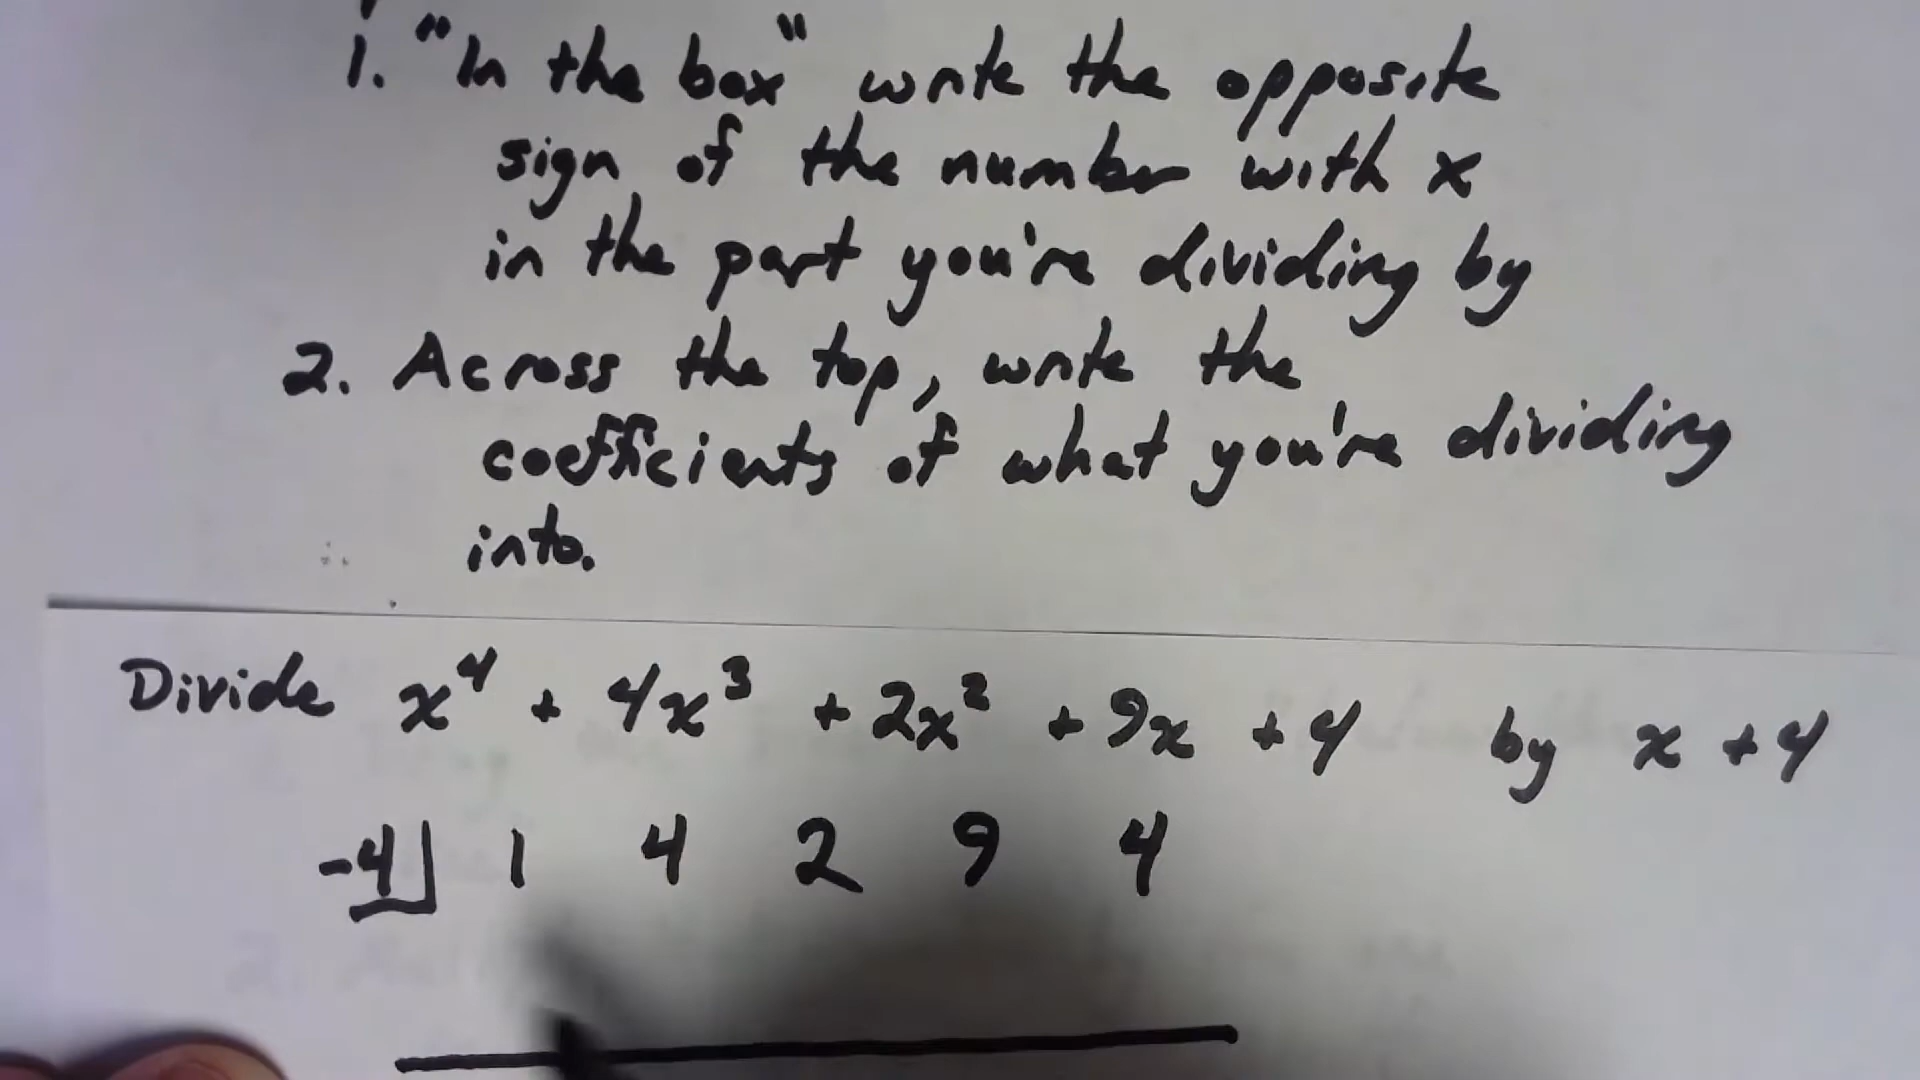 1. "In the box" write the opposite
sign of the number with x
in the part you're dividing by
2. Across the top, write the
coefficients of what you're dividing
into.
Divide x⁴ + 4x³ + 2x² + 9x + 4 by x + 4
-4 1 4 2 9 4